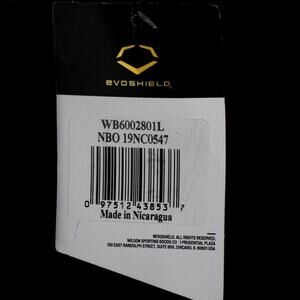 EVOSHIELD
WB6002801L
NBO 19NC0547
0 97512 43853 7
Made in Nicaragua
©EVOSHIELD. ALL RIGHTS RESERVED.
WILSON SPORTING GOODS CO 1 PRUDENTIAL PLAZA
130 EAST RANDOLPH STREET, SUITE 600, CHICAGO, IL 60601 USA